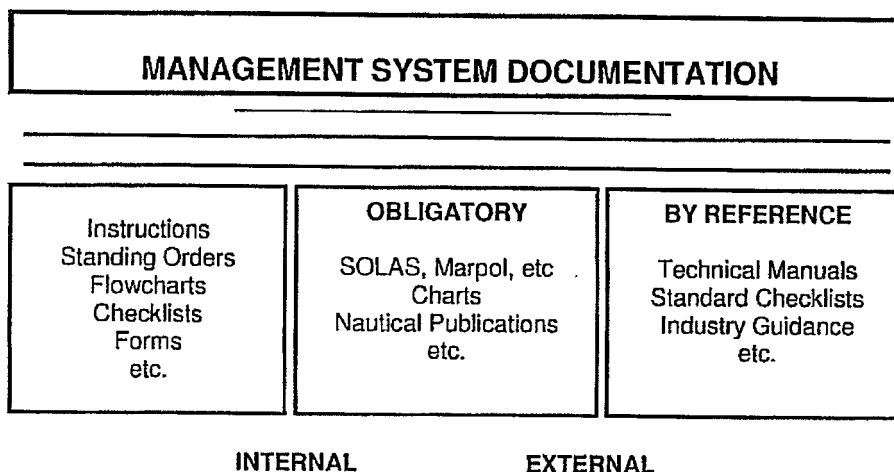 MANAGEMENT SYSTEM DOCUMENTATION
Instructions
Standing Orders
Flowcharts
Checklists
Forms
etc.
OBLIGATORY
SOLAS, Marpol, etc
Charts
Nautical Publications
etc.
BY REFERENCE
Technical Manuals
Standard Checklists
Industry Guidance
etc.
INTERNAL
EXTERNAL